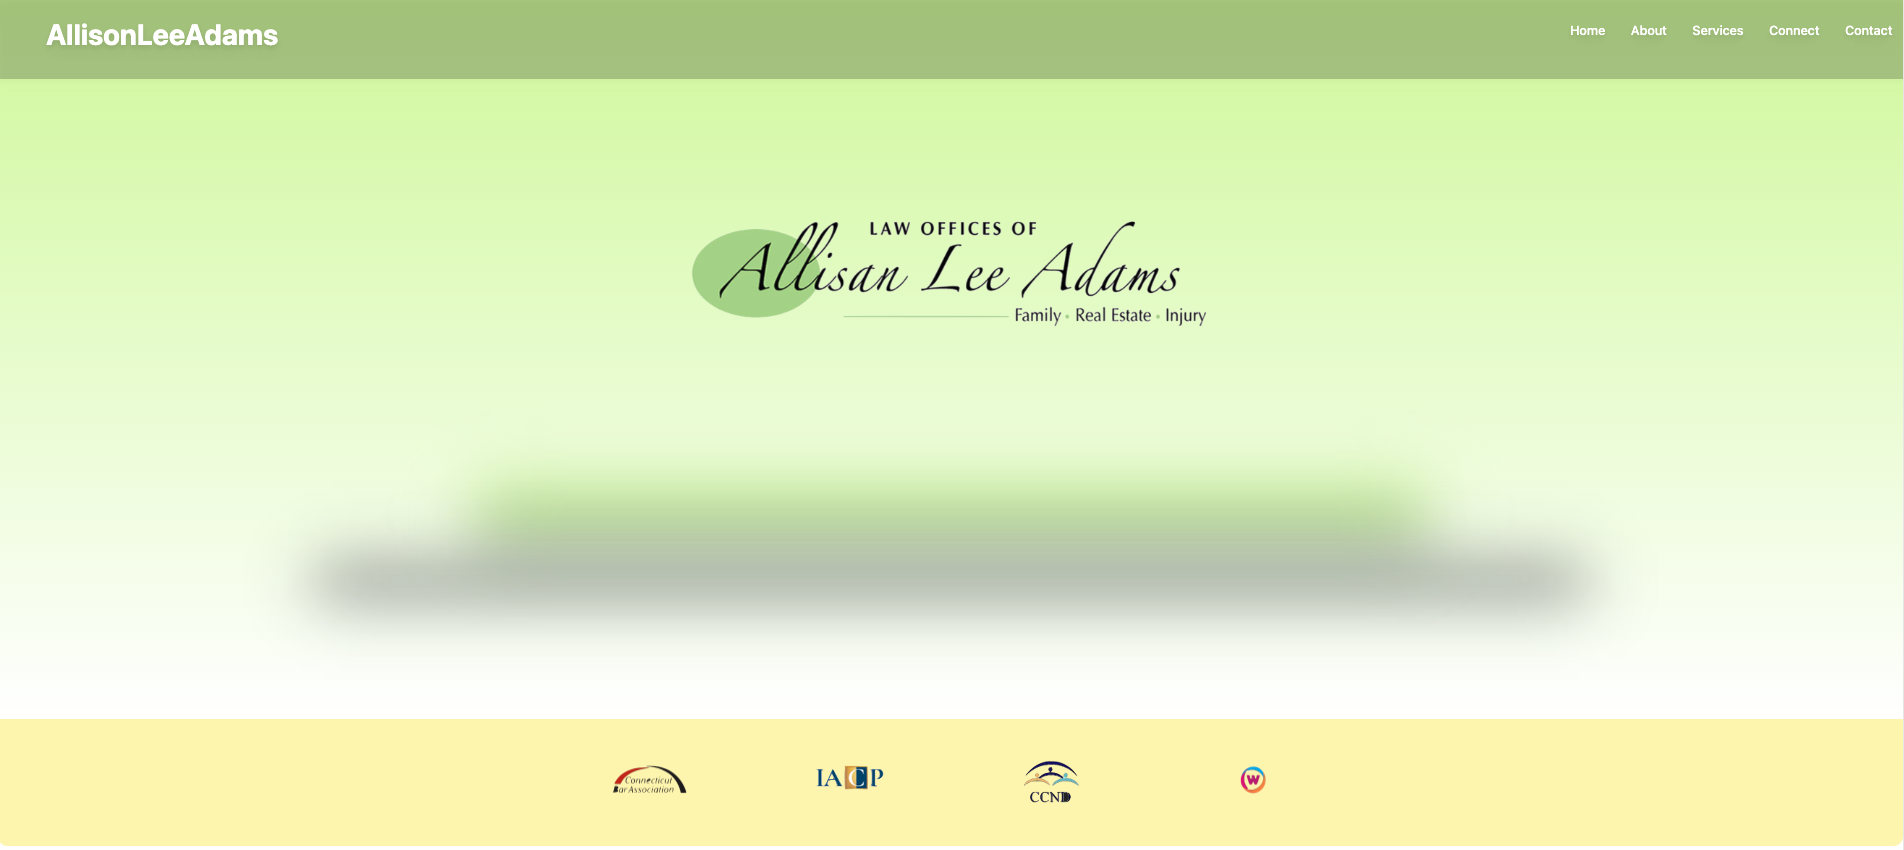 AllisonLeeAdams
Home About Services Connect Contact
LAW OFFICES OF
Allisan Lee Adams
Family • Real Estate • Injury
Connecticut
Bar Association
IACP
CCND
W